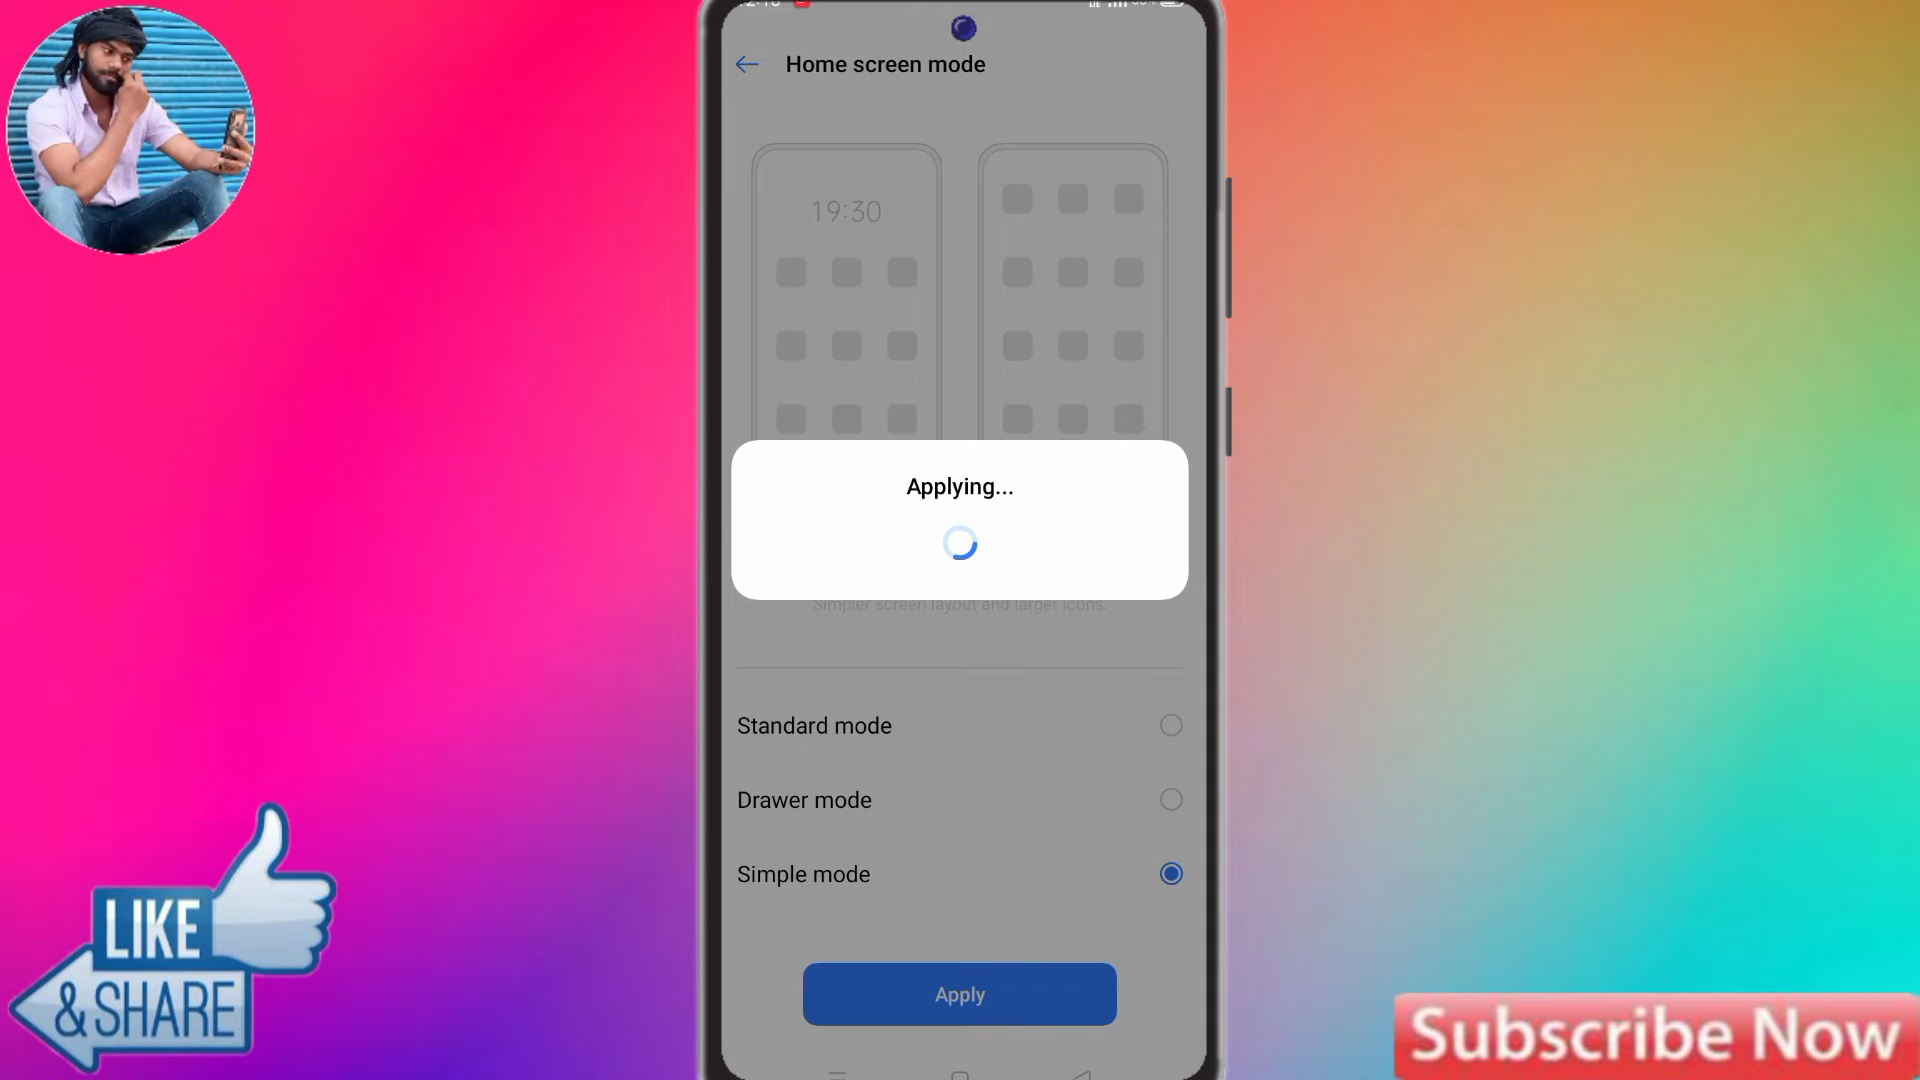 Home screen mode
19:30
Applying...
Simpler screen layout and larger icons.
Standard mode
Drawer mode
Simple mode
Apply
LIKE
& SHARE
Subscribe Now